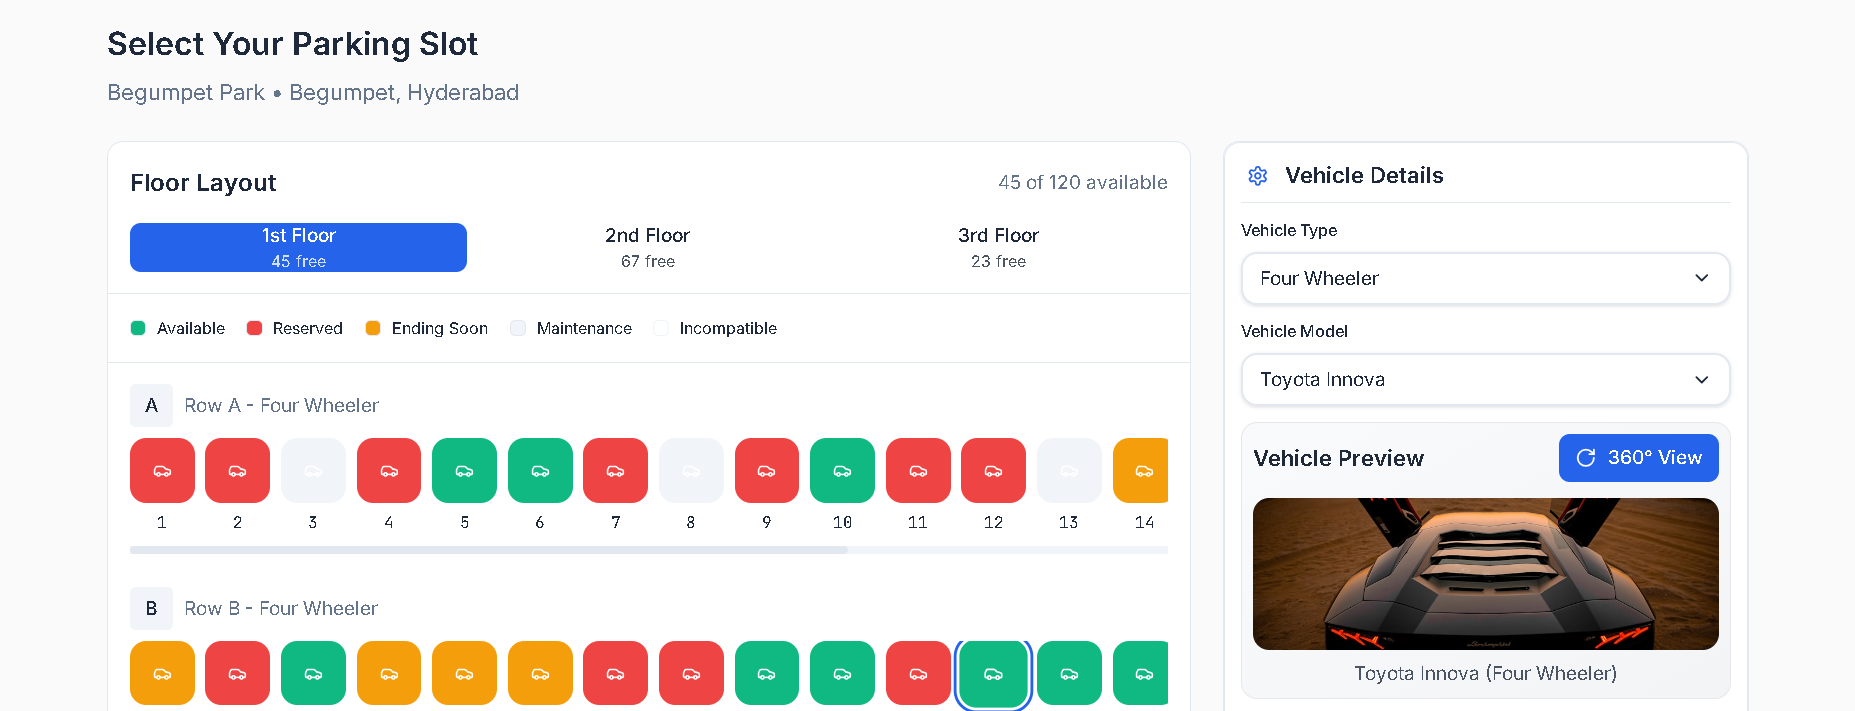 Select Your Parking Slot
Begumpet Park • Begumpet, Hyderabad
Floor Layout
45 of 120 available
1st Floor
45 free
2nd Floor
67 free
3rd Floor
23 free
Available
Reserved
Ending Soon
Maintenance
Incompatible
A
Row A - Four Wheeler
1 2 3 4 5 6 7 8 9 10 11 12 13 14
B
Row B - Four Wheeler
Vehicle Details
Vehicle Type
Four Wheeler
Vehicle Model
Toyota Innova
Vehicle Preview
360° View
Toyota Innova (Four Wheeler)